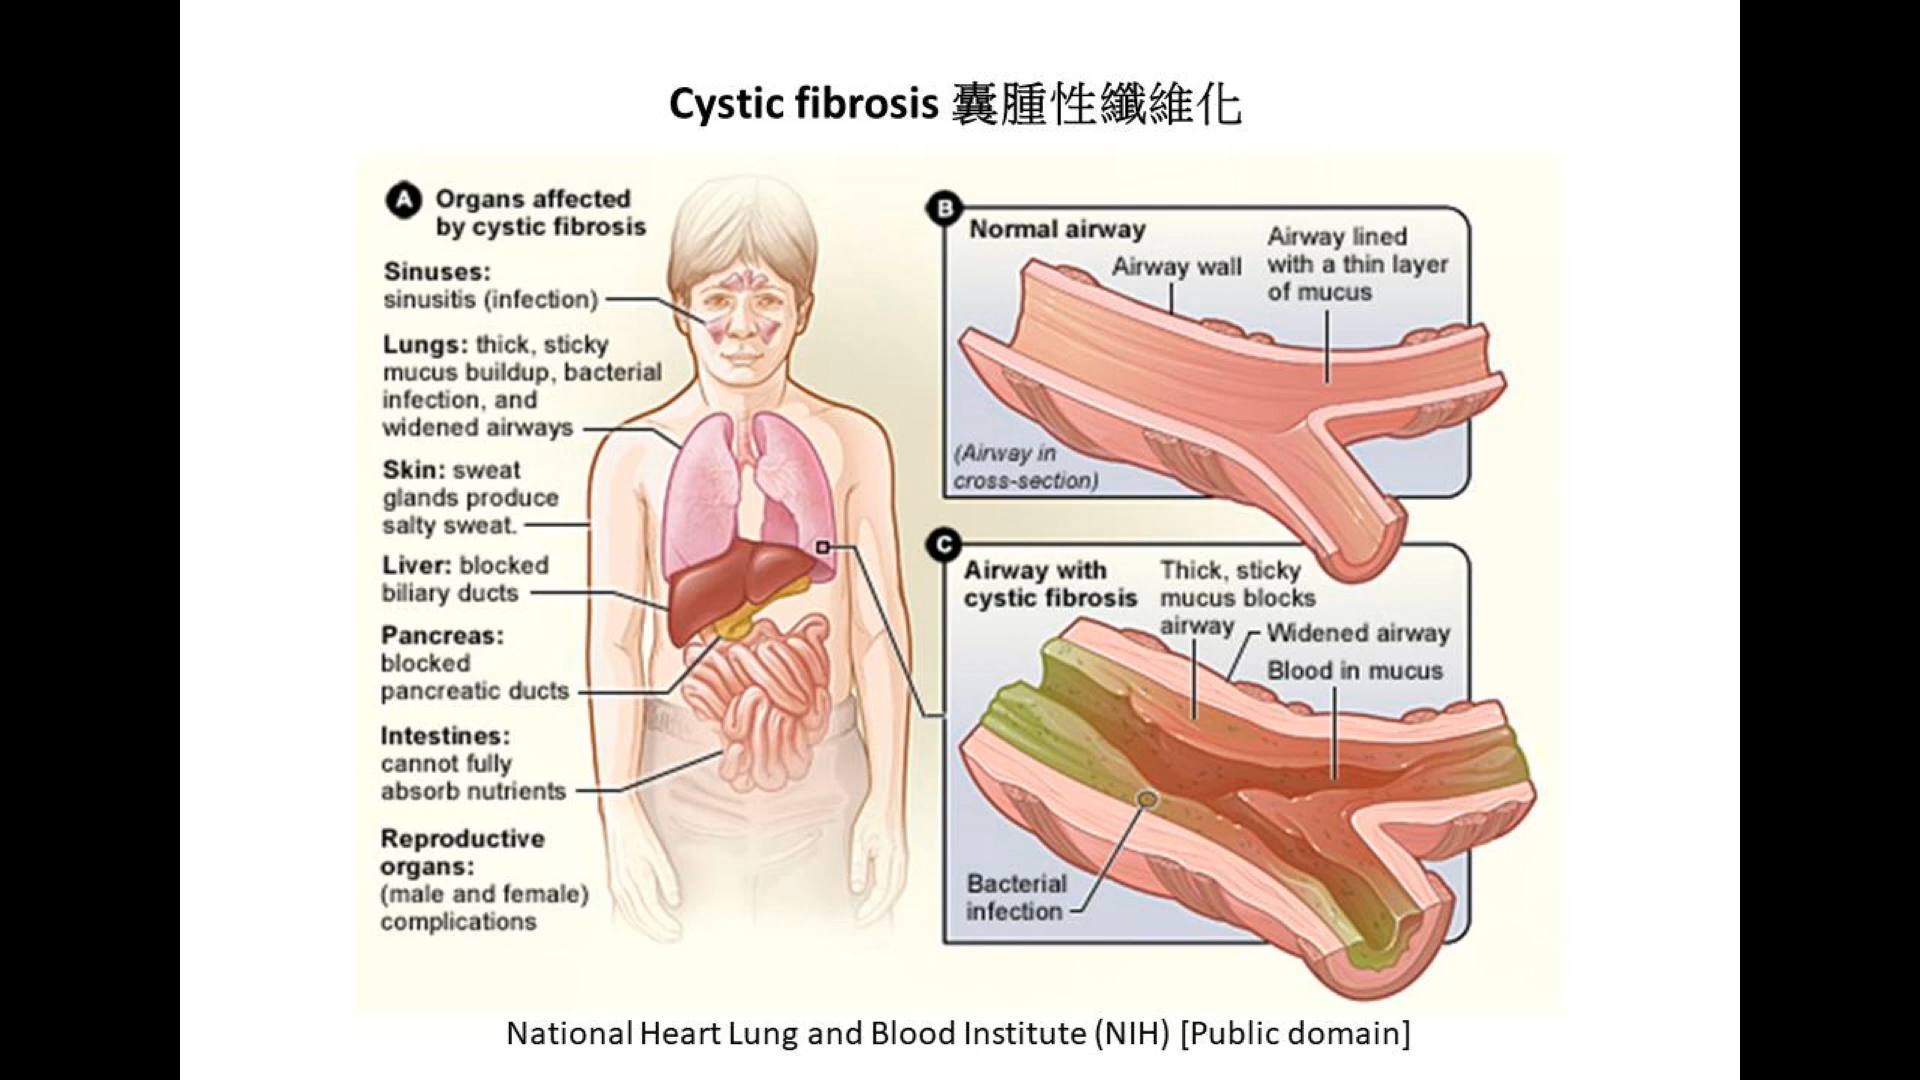 Cystic fibrosis 囊腫性纖維化
A
Organs affected
by cystic fibrosis
Sinuses:
sinusitis (infection)
Lungs: thick, sticky
mucus buildup, bacterial
infection, and
widened airways
Skin: sweat
glands produce
salty sweat.
Liver: blocked
biliary ducts
Pancreas:
blocked
pancreatic ducts
Intestines:
cannot fully
absorb nutrients
Reproductive
organs:
(male and female)
complications
B
Normal airway
Airway wall
Airway lined
with a thin layer
of mucus
(Airway in
cross-section)
C
Airway with
cystic fibrosis
Thick, sticky
mucus blocks
airway
Widened airway
Blood in mucus
Bacterial
infection
National Heart Lung and Blood Institute (NIH) [Public domain]